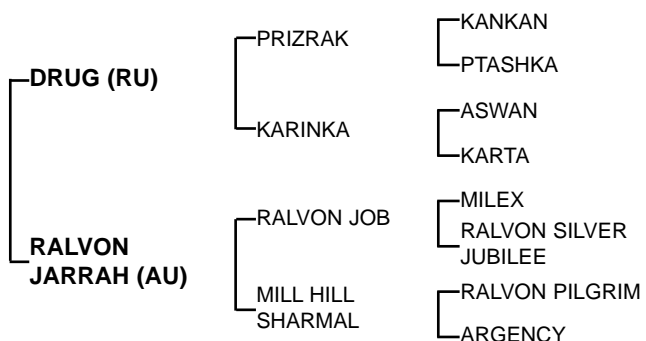 KANKAN
PRIZRAK
PTASHKA
DRUG (RU)
ASWAN
KARINKA
KARTA
MILEX
RALVON JOB
RALVON SILVER
JUBILEE
RALVON
JARRAH (AU)
RALVON PILGRIM
MILL HILL
SHARMAL
ARGENCY